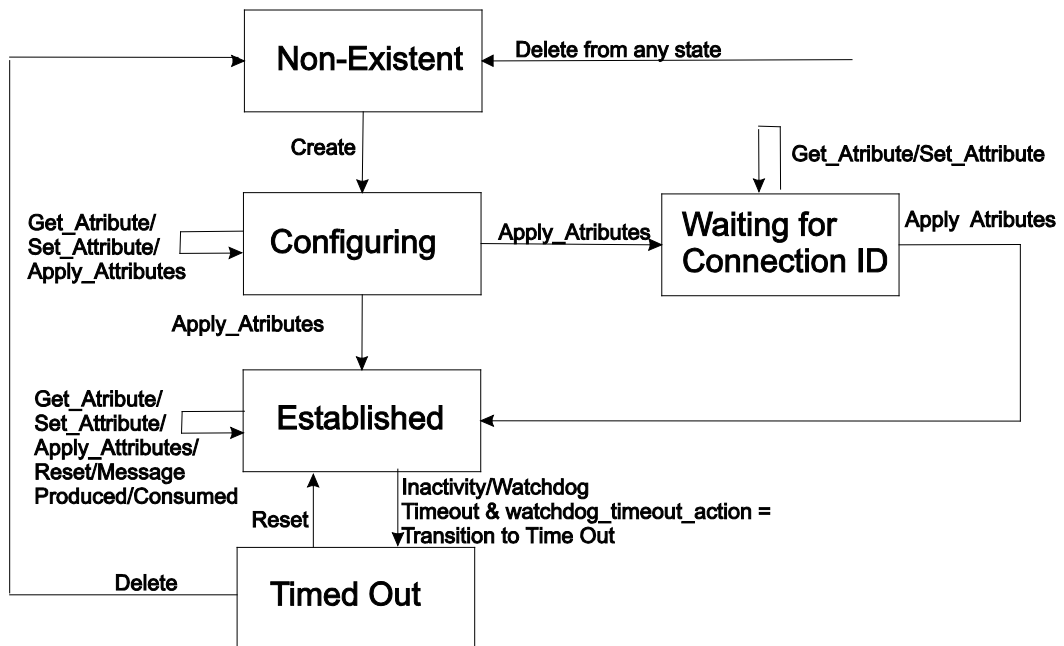 Non-Existent
Delete from any state
Create
Get_Atribute/Set_Attribute
Get_Atribute/
Set_Attribute/
Apply_Attributes
Configuring
Apply_Atributes
Waiting for
Connection ID
Apply Atributes
Apply_Atributes
Get_Atribute/
Set_Attribute/
Apply_Attributes/
Reset/Message
Produced/Consumed
Established
Inactivity/Watchdog
Timeout & watchdog_timeout_action =
Transition to Time Out
Reset
Delete
Timed Out